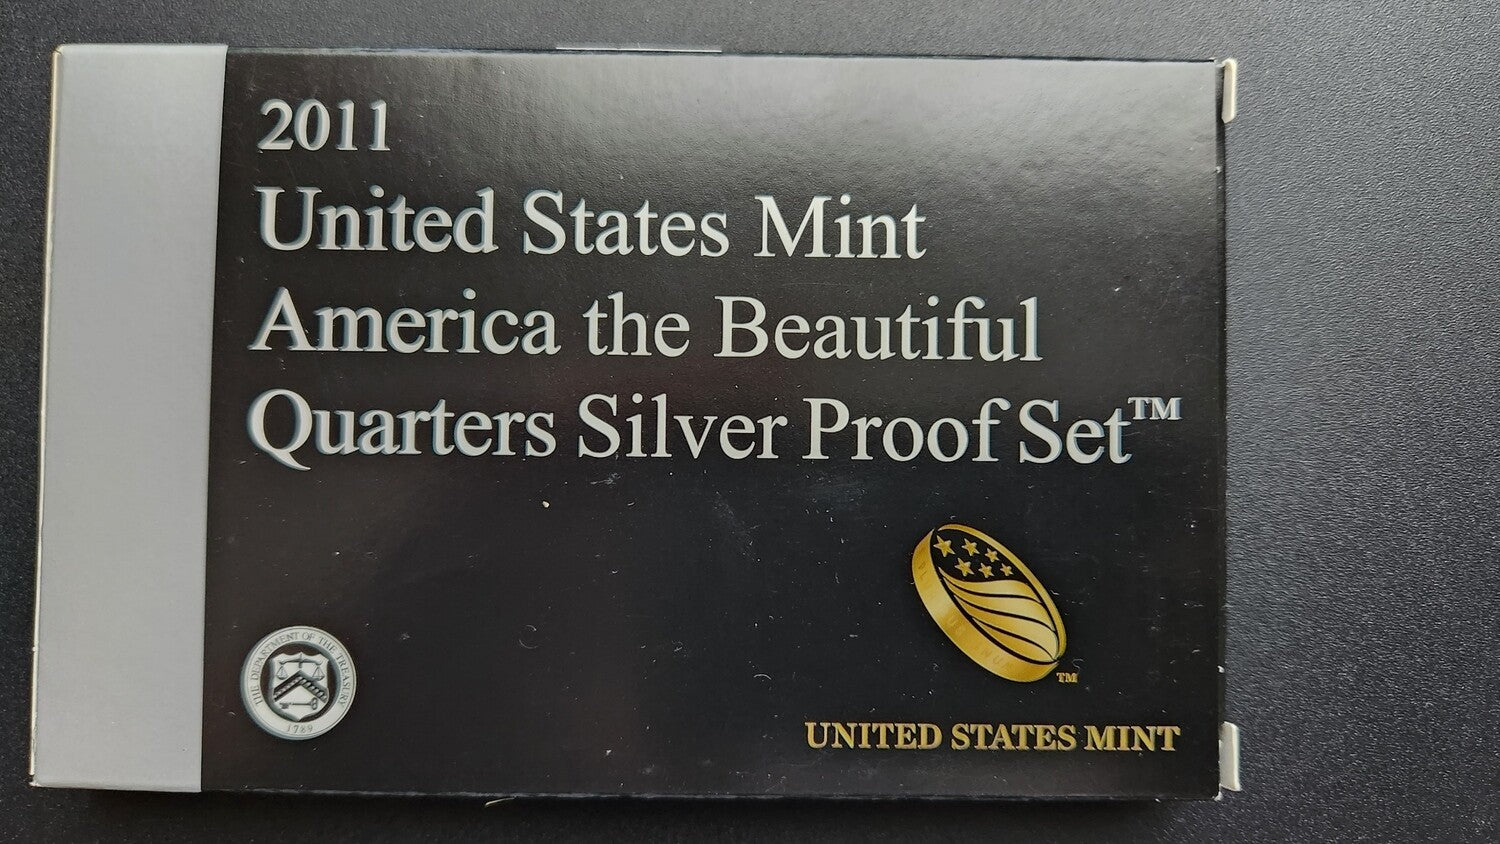 2011
United States Mint
America the Beautiful
Quarters Silver Proof Set™
THE DEPARTMENT OF THE TREASURY
1789
TM
UNITED STATES MINT